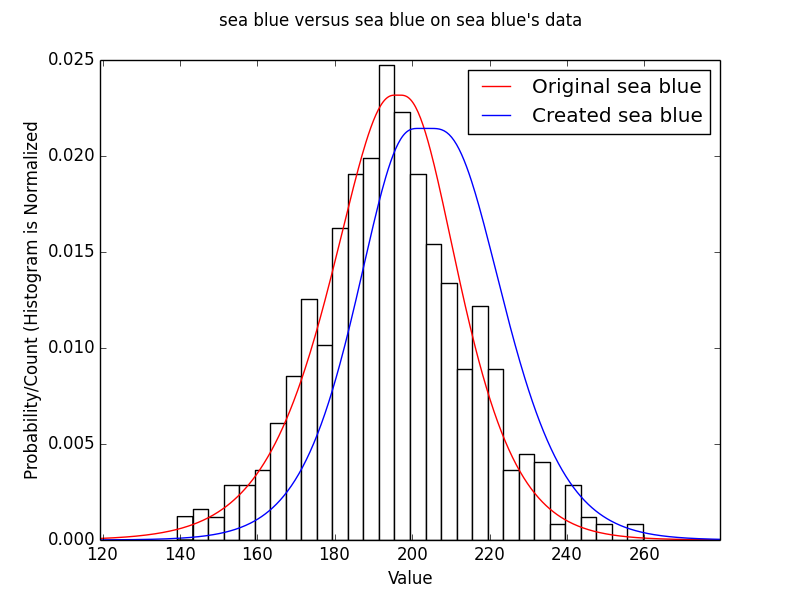 sea blue versus sea blue on sea blue's data
Original sea blue
Created sea blue
0.025
0.020
0.015
0.010
0.005
0.000
Probability/Count (Histogram is Normalized
120 140 160 180 200 220 240 260
Value